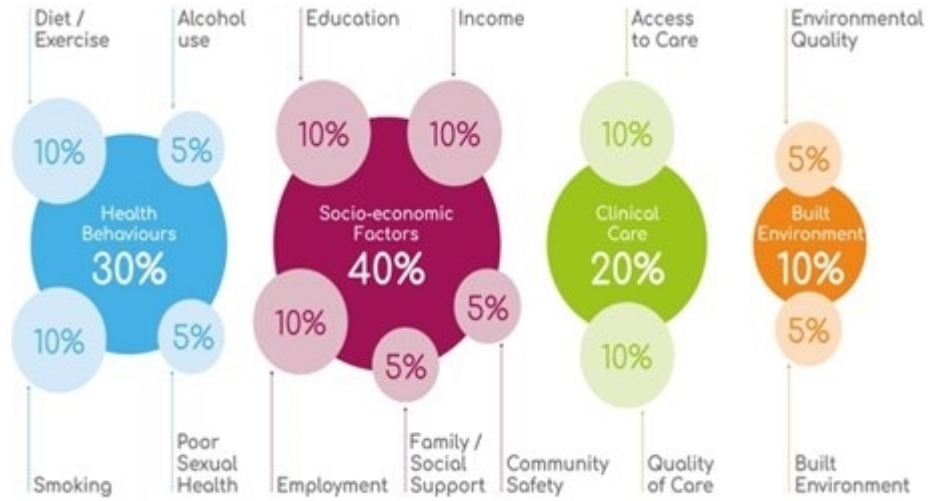 Diet /
Exercise
Alcohol
use
Education
Income
Access
to Care
Environmental
Quality
10%
5%
10%
10%
10%
5%
Health
Behaviours
30%
Socio-economic
Factors
40%
Clinical
Care
20%
Built
Environment
10%
10%
5%
10%
5%
5%
10%
5%
Smoking
Poor
Sexual
Health
Employment
Family /
Social
Support
Community
Safety
Quality
of Care
Built
Environment